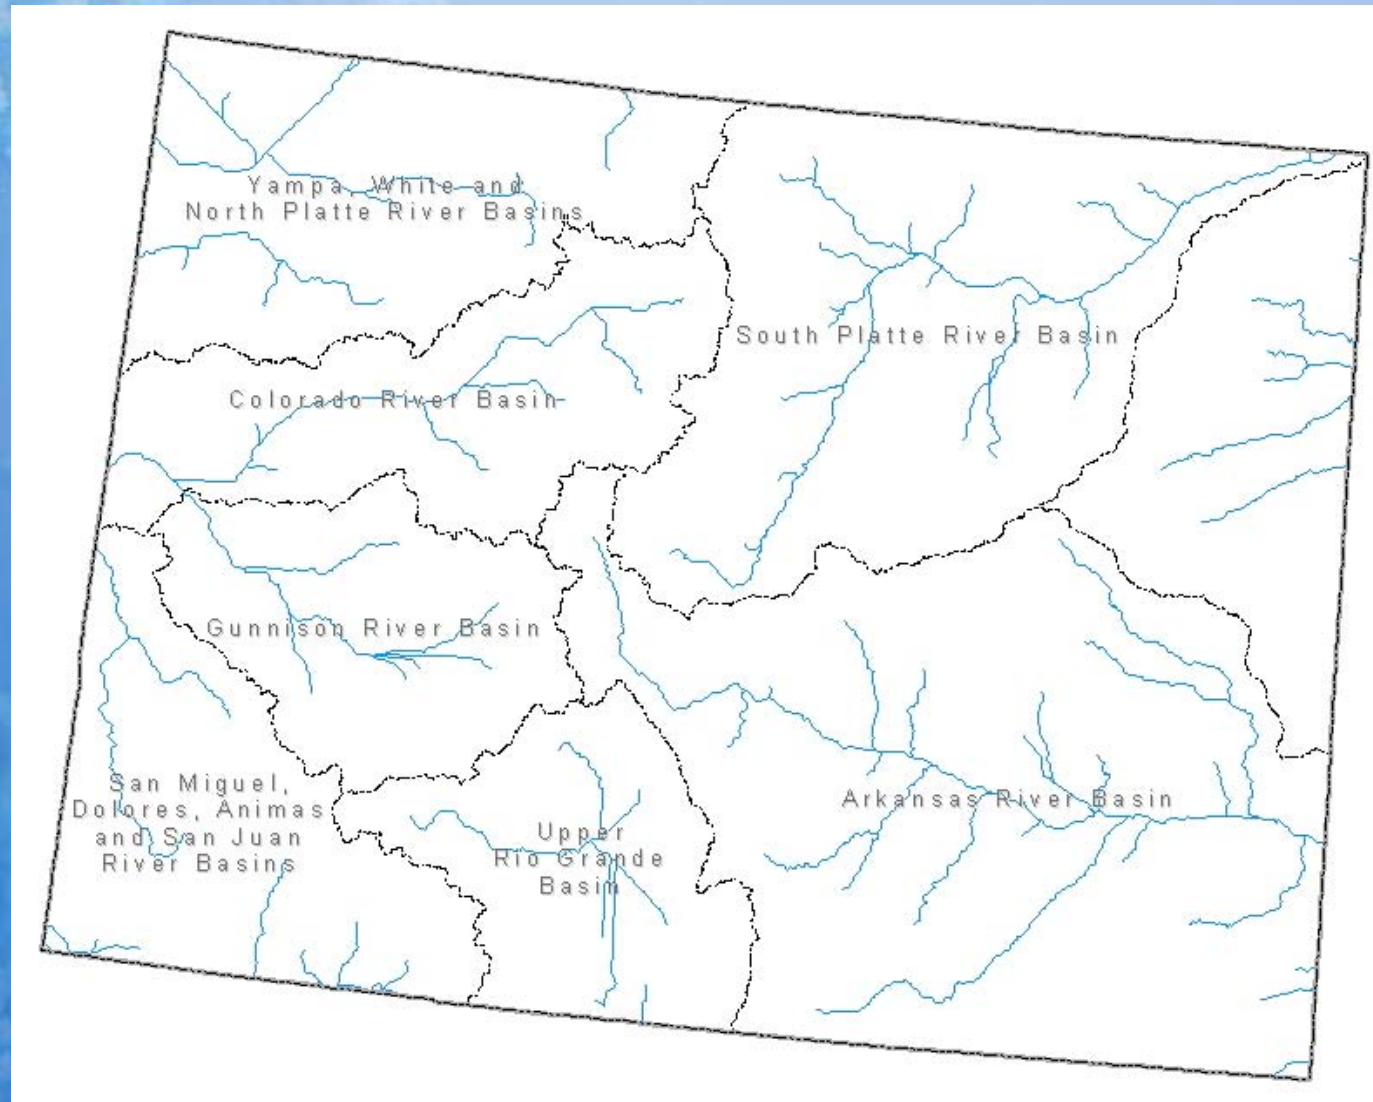 Yampa, White and
North Platte River Basins
South Platte River Basin
Colorado River Basin
Gunnison River Basin
San Miguel,
Dolores, Animas
and San Juan
River Basins
Upper
Rio Grande
Basin
Arkansas River Basin